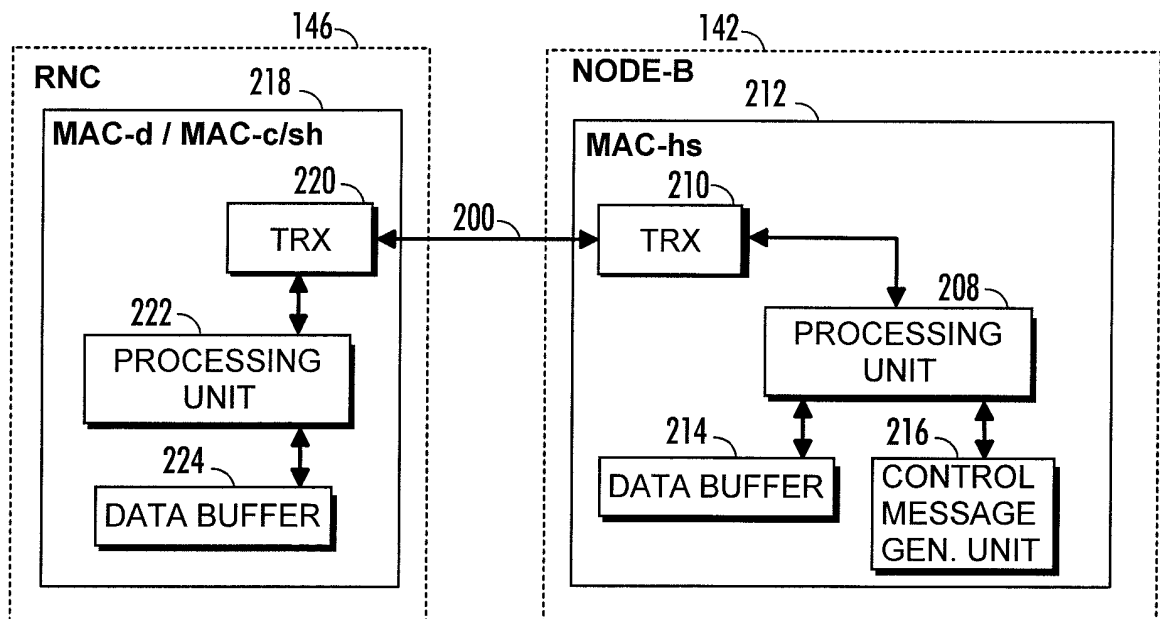 146
RNC
218
MAC-d / MAC-c/sh
220
TRX
222
PROCESSING
UNIT
224
DATA BUFFER
200
142
NODE-B
212
MAC-hs
210
TRX
208
PROCESSING
UNIT
214
DATA BUFFER
216
CONTROL
MESSAGE
GEN. UNIT